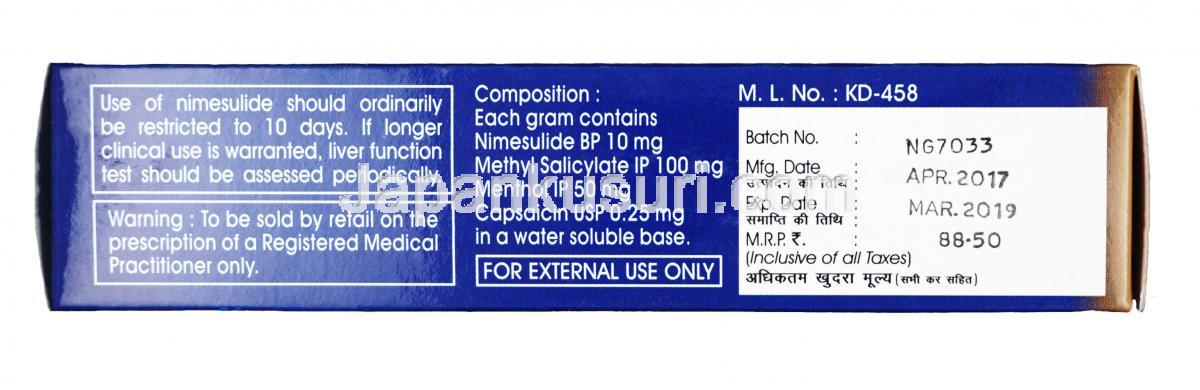 Use of nimesulide should ordinarily
be restricted to 10 days. If longer
clinical use is warranted, liver function
test should be assessed periodically
Warning : To be sold by retail on the
prescription of a Registered Medical
Practitioner only.
Composition :
Each gram contains
Nimesulide BP 10 mg
Methyl Salicylate IP 100 mg
Menthol IP 50 mg
Capsaicin USP 0.25 mg
in a water soluble base.
FOR EXTERNAL USE ONLY
M. L. No. : KD-458
Batch No. : NG7033
Mfg. Date : APR. 2017
उत्पादन की तिथि
Exp. Date : MAR. 2019
समाप्ति की तिथि
M.R.P. ₹. : 88.50
(Inclusive of all Taxes)
अधिकतम खुदरा मूल्य (सभी कर सहित)
Japankusuri.com